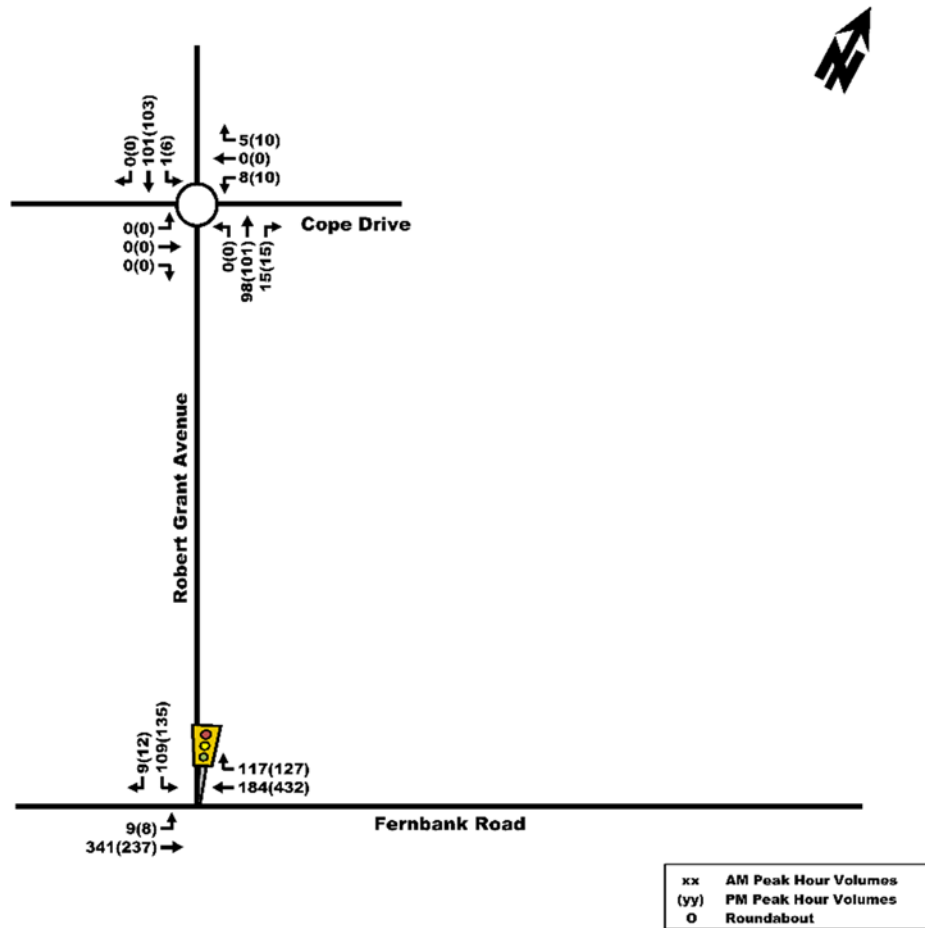 N
0(0)
101(103)
1(6)
5(10)
0(0)
8(10)
Cope Drive
0(0)
0(0)
0(0)
0(0)
98(101)
15(15)
Robert Grant Avenue
9(12)
109(135)
117(127)
184(432)
Fernbank Road
9(8)
341(237)
xx AM Peak Hour Volumes
(yy) PM Peak Hour Volumes
O Roundabout